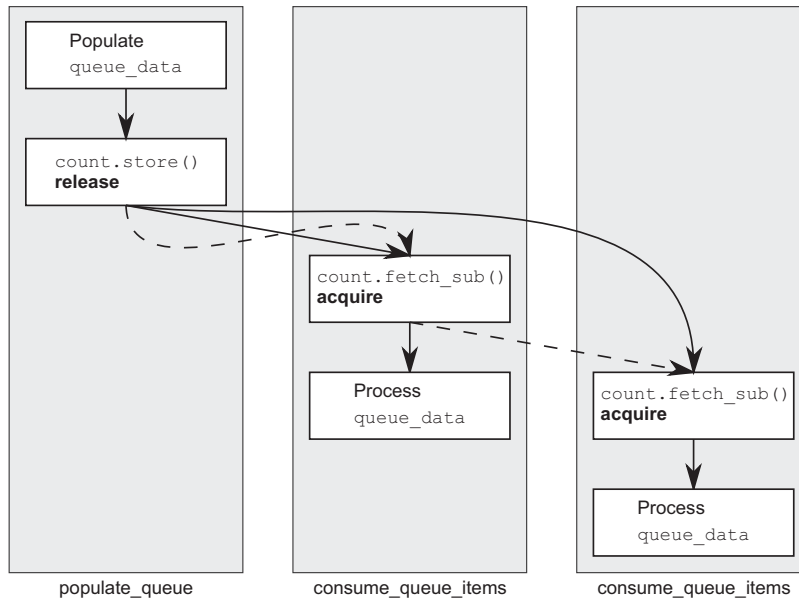 Populate
queue_data
count.store()
release
count.fetch_sub()
acquire
Process
queue_data
count.fetch_sub()
acquire
Process
queue_data
populate_queue
consume_queue_items
consume_queue_items